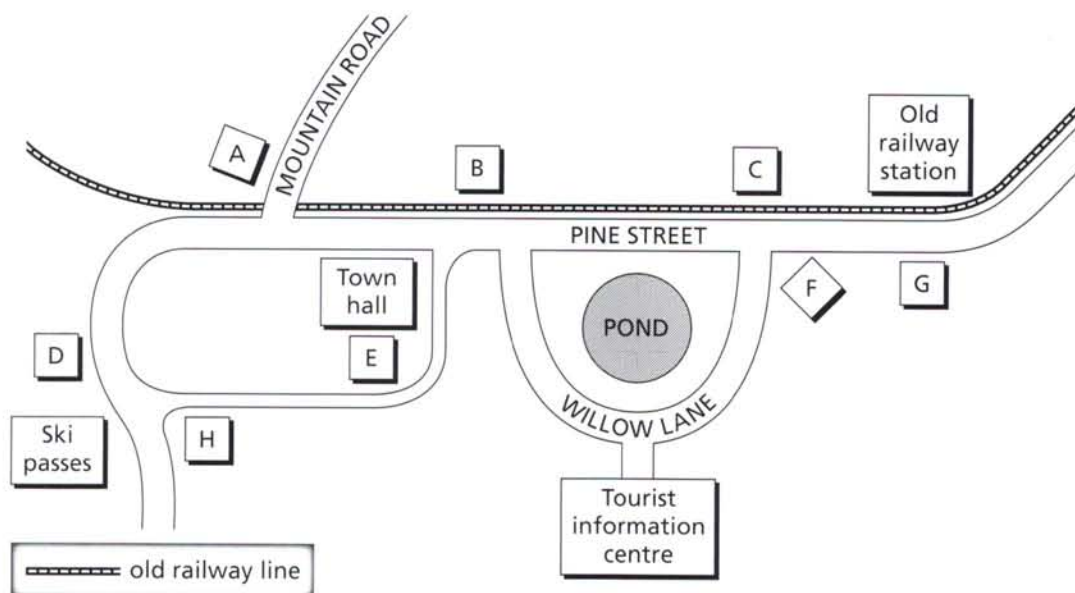 MOUNTAIN ROAD
A
B
C
Old
railway
station
PINE STREET
Town
hall
POND
F
G
D
E
WILLOW LANE
H
Ski
passes
Tourist
information
centre
old railway line